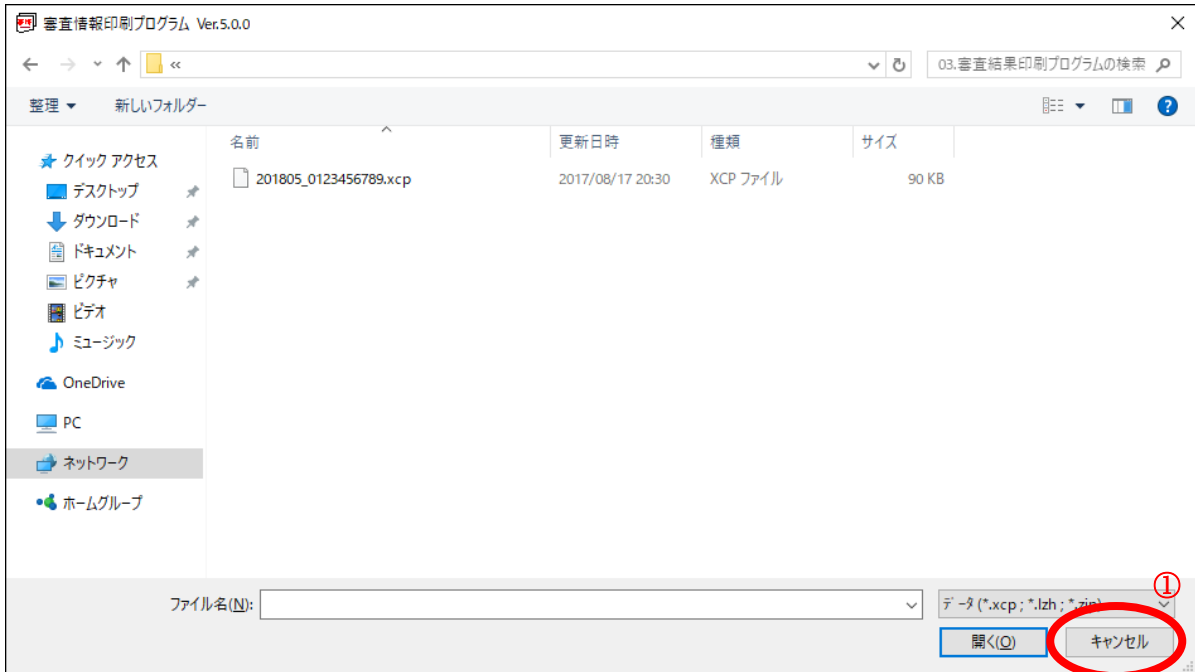 審査情報印刷プログラム Ver.5.0.0
«
03.審査結果印刷プログラムの検索
整理
新しいフォルダー
?
名前
更新日時
種類
サイズ
クイック アクセス
201805_0123456789.xcp
2017/08/17 20:30
XCP ファイル
90 KB
デスクトップ
ダウンロード
ドキュメント
ピクチャ
ビデオ
ミュージック
OneDrive
PC
ネットワーク
ホームグループ
①
ファイル名(N):
データ(*.xcp ; *.lzh ; *.zip)
開く(O)
キャンセル